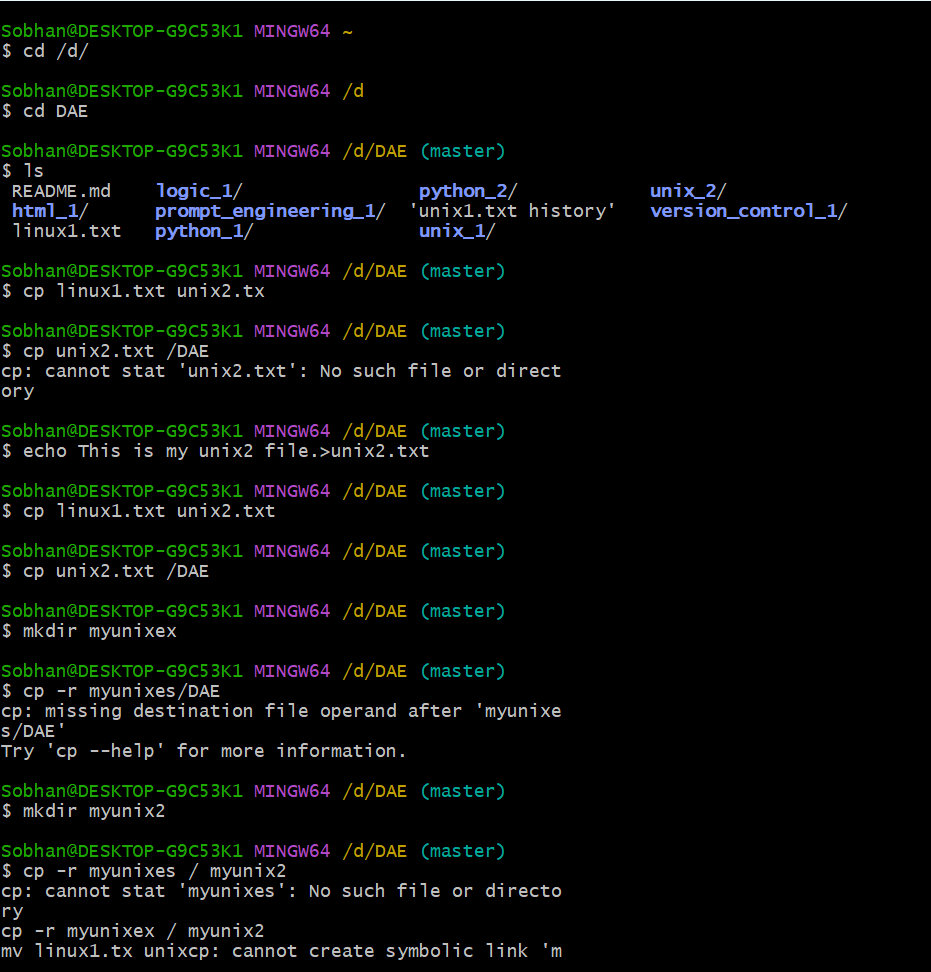 Sobhan@DESKTOP-G9C53K1 MINGW64 ~
$ cd /d/
Sobhan@DESKTOP-G9C53K1 MINGW64 /d
$ cd DAE
Sobhan@DESKTOP-G9C53K1 MINGW64 /d/DAE (master)
$ ls
README.md logic_1/ python_2/ unix_2/
html_1/ prompt_engineering_1/ 'unix1.txt history' version_control_1/
linux1.txt python_1/ unix_1/
Sobhan@DESKTOP-G9C53K1 MINGW64 /d/DAE (master)
$ cp linux1.txt unix2.tx
Sobhan@DESKTOP-G9C53K1 MINGW64 /d/DAE (master)
$ cp unix2.txt /DAE
cp: cannot stat 'unix2.txt': No such file or direct
ory
Sobhan@DESKTOP-G9C53K1 MINGW64 /d/DAE (master)
$ echo This is my unix2 file.>unix2.txt
Sobhan@DESKTOP-G9C53K1 MINGW64 /d/DAE (master)
$ cp linux1.txt unix2.txt
Sobhan@DESKTOP-G9C53K1 MINGW64 /d/DAE (master)
$ cp unix2.txt /DAE
Sobhan@DESKTOP-G9C53K1 MINGW64 /d/DAE (master)
$ mkdir myunixex
Sobhan@DESKTOP-G9C53K1 MINGW64 /d/DAE (master)
$ cp -r myunixes/DAE
cp: missing destination file operand after 'myunixe
s/DAE'
Try 'cp --help' for more information.
Sobhan@DESKTOP-G9C53K1 MINGW64 /d/DAE (master)
$ mkdir myunix2
Sobhan@DESKTOP-G9C53K1 MINGW64 /d/DAE (master)
$ cp -r myunixes / myunix2
cp: cannot stat 'myunixes': No such file or directo
ry
cp -r myunixex / myunix2
mv linux1.tx unixcp: cannot create symbolic link 'm